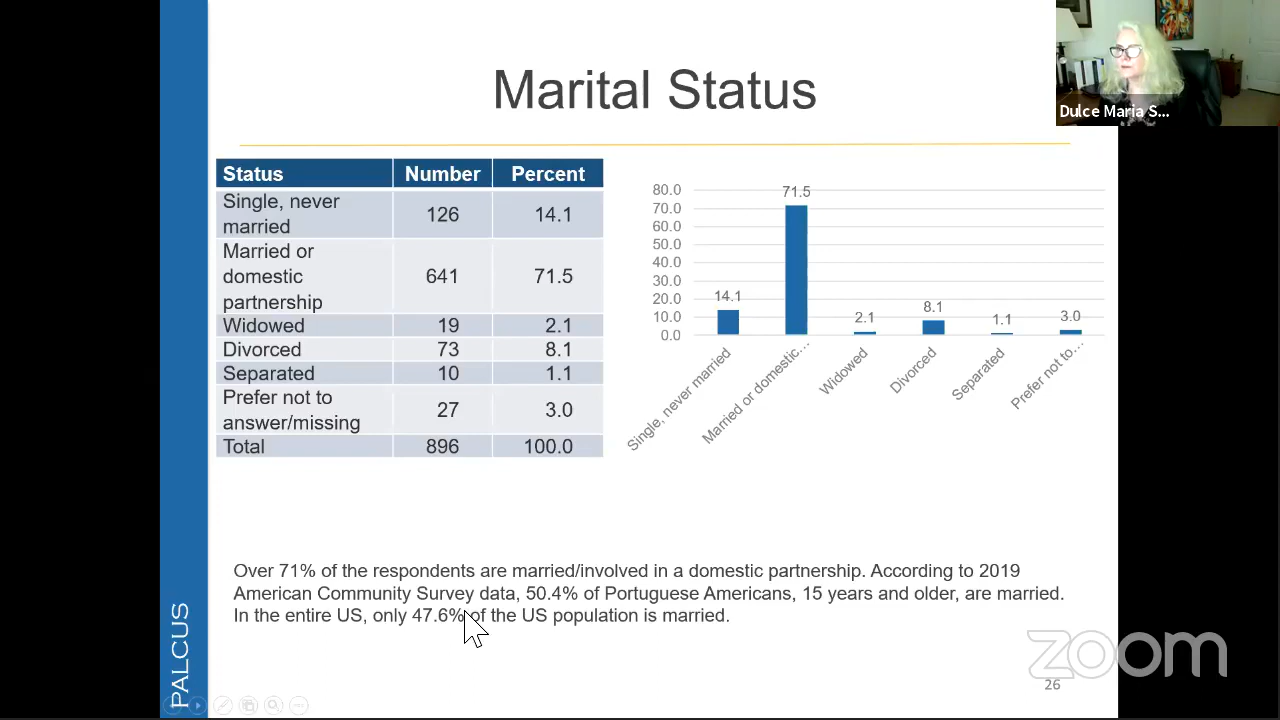 Marital Status
Dulce Maria S...
Status Number Percent
Single, never
married
126 14.1
Married or
domestic
partnership
641 71.5
Widowed 19 2.1
Divorced 73 8.1
Separated 10 1.1
Prefer not to
answer/missing
27 3.0
Total 896 100.0
80.0
70.0
60.0
50.0
40.0
30.0
20.0
10.0
0.0
14.1
71.5
2.1
8.1
1.1
3.0
Single, never married
Married or domestic...
Widowed
Divorced
Separated
Prefer not to...
Over 71% of the respondents are married/involved in a domestic partnership. According to 2019
American Community Survey data, 50.4% of Portuguese Americans, 15 years and older, are married.
In the entire US, only 47.6% of the US population is married.
PALCUS
zoom
26